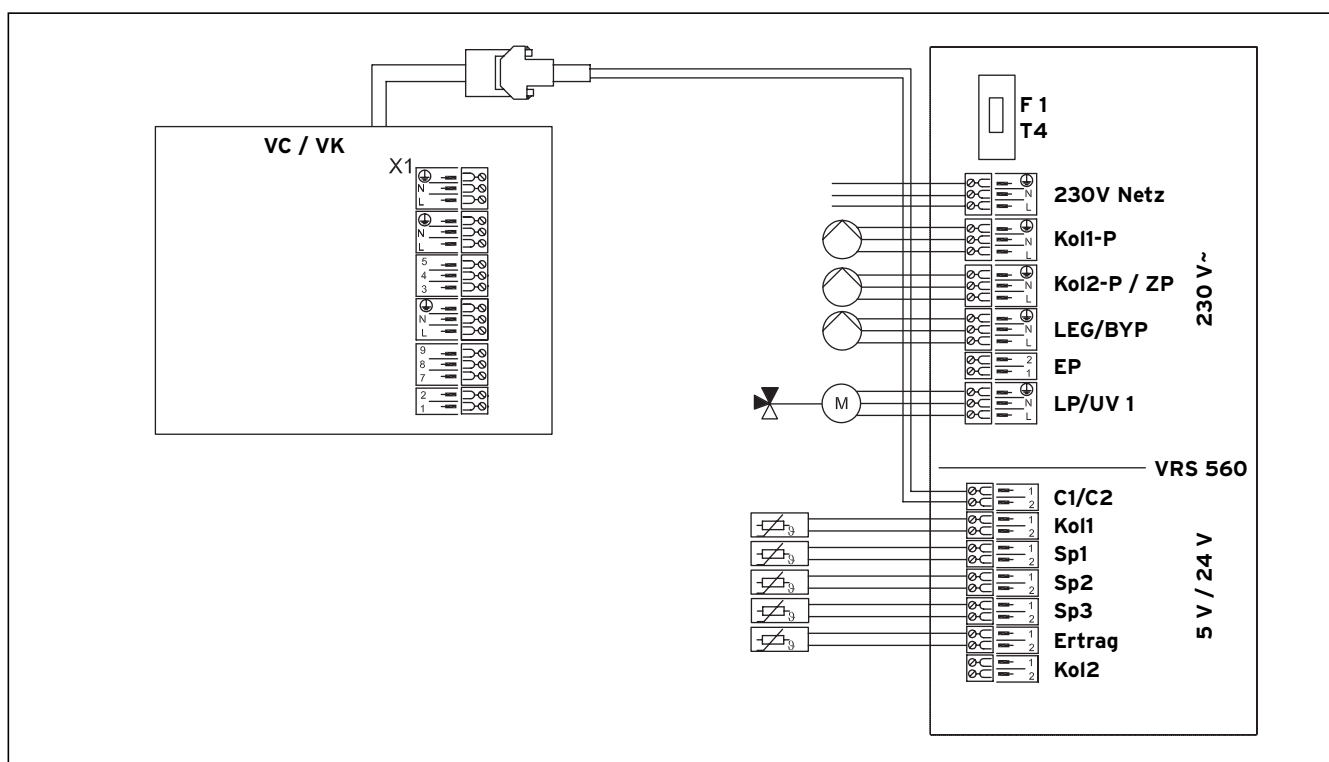 VC / VK
X1
N
L
N
L
5
4
3
N
L
9
8
7
2
1
F 1
T4
N
L
230V Netz
N
L
Kol1-P
N
L
Kol2-P / ZP
N
L
LEG/BYP
2
1
EP
M
N
L
LP/UV 1
230 V~
VRS 560
1
2
C1/C2
ϑ
1
2
Kol1
ϑ
1
2
Sp1
ϑ
1
2
Sp2
ϑ
1
2
Sp3
ϑ
1
2
Ertrag
1
2
Kol2
5 V / 24 V